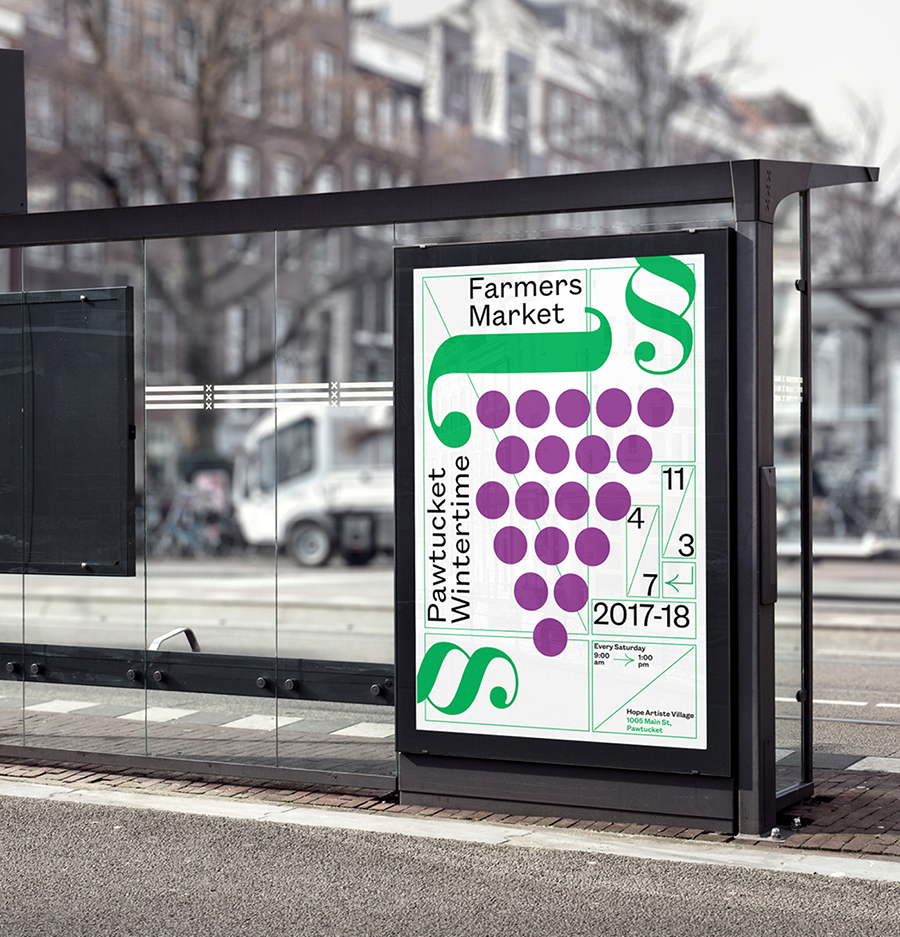 Farmers
Market
Pawtucket
Wintertime
11
3
4
7
2017-18
Every Saturday
9:00
am
1:00
pm
Hope Artiste Village
1005 Main St,
Pawtucket